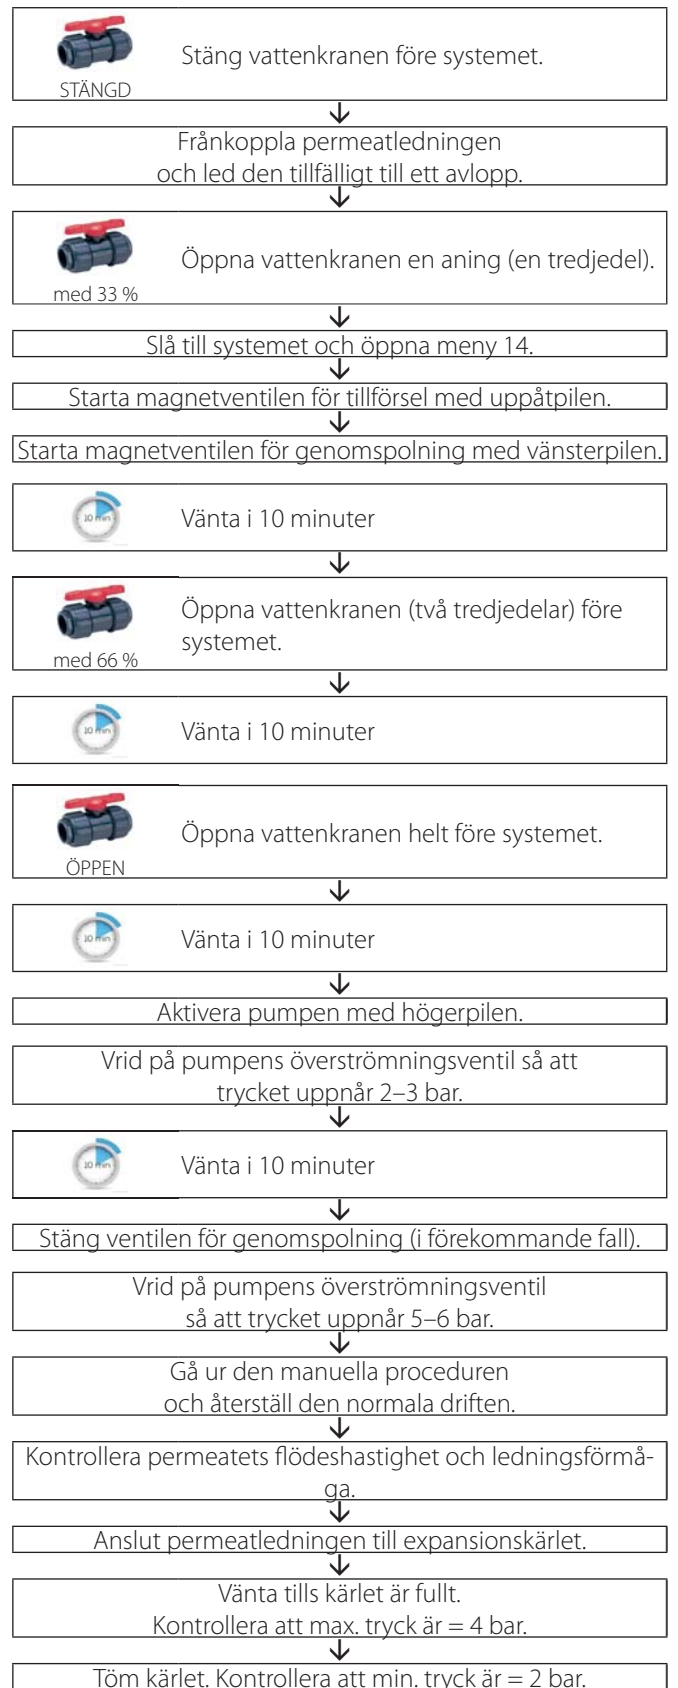 Stäng vattenkranen före systemet.
STÄNGD
Frånkoppla permeatledningen
och led den tillfälligt till ett avlopp.
Öppna vattenkranen en aning (en tredjedel).
med 33 %
Slå till systemet och öppna meny 14.
Starta magnetventilen för tillförsel med uppåtpilen.
Starta magnetventilen för genomspolning med vänsterpilen.
10 min
Vänta i 10 minuter
Öppna vattenkranen (två tredjedelar) före
systemet.
med 66 %
10 min
Vänta i 10 minuter
Öppna vattenkranen helt före systemet.
ÖPPEN
10 min
Vänta i 10 minuter
Aktivera pumpen med högerpilen.
Vrid på pumpens överströmningsventil så att
trycket uppnår 2–3 bar.
10 min
Vänta i 10 minuter
Stäng ventilen för genomspolning (i förekommande fall).
Vrid på pumpens överströmningsventil
så att trycket uppnår 5–6 bar.
Gå ur den manuella proceduren
och återställ den normala driften.
Kontrollera permeatets flödeshastighet och ledningsförmå-
ga.
Anslut permeatledningen till expansionskärlet.
Vänta tills kärlet är fullt.
Kontrollera att max. tryck är = 4 bar.
Töm kärlet. Kontrollera att min. tryck är = 2 bar.